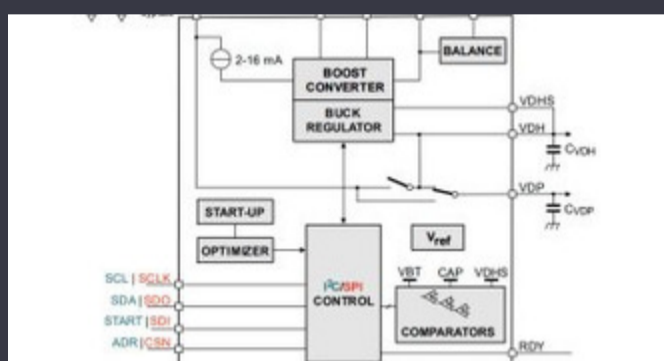 2-16 mA
BALANCE
BOOST
CONVERTER
BUCK
REGULATOR
VDHS
VDH
CVDH
VDP
CVDP
START-UP
OPTIMIZER
Vref
I²C/SPI
CONTROL
VBT CAP VDHS
COMPARATORS
SCL | SCLK
SDA | SDO
START | SDI
ADR | CSN
RDY